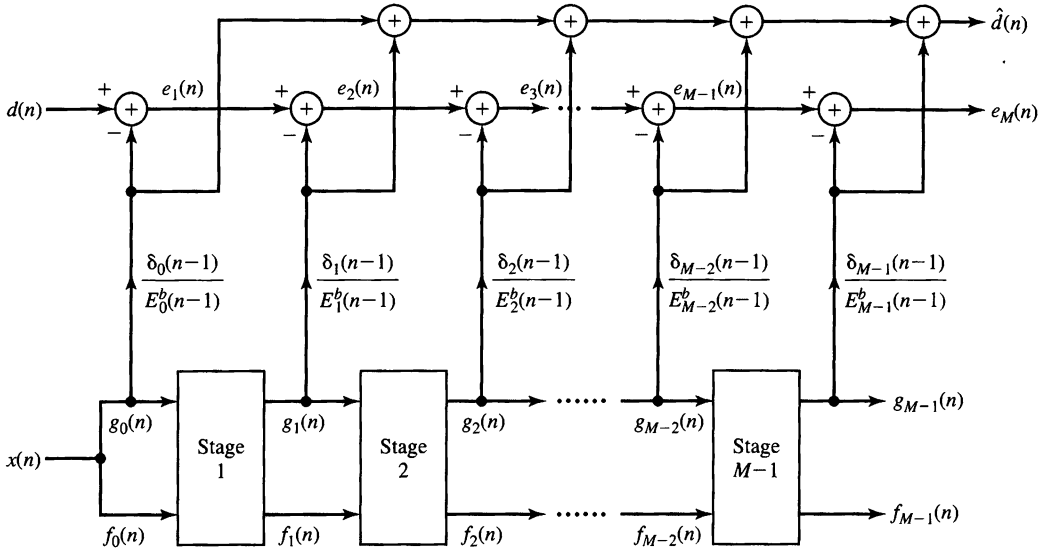 + + + + d̂(n)
+ e₁(n) + e₂(n) + e₃(n) ··· + e_{M−1}(n) +
d(n) + + + + + e_M(n)
− − − − −
δ₀(n−1) δ₁(n−1) δ₂(n−1) δ_{M−2}(n−1) δ_{M−1}(n−1)
E₀ᵇ(n−1) E₁ᵇ(n−1) E₂ᵇ(n−1) Eᵇ_{M−2}(n−1) Eᵇ_{M−1}(n−1)
······ g_{M−1}(n)
g₀(n) g₁(n) g₂(n) g_{M−2}(n)
x(n) Stage Stage Stage
1 2 M−1
······ f_{M−1}(n)
f₀(n) f₁(n) f₂(n) f_{M−2}(n)